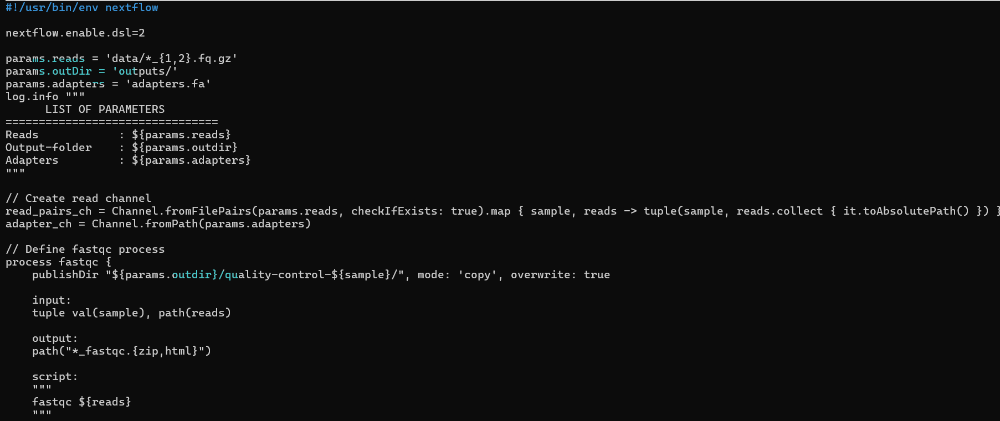 #!/usr/bin/env nextflow
nextflow.enable.dsl=2
params.reads = 'data/*_{1,2}.fq.gz'
params.outDir = 'outputs/'
params.adapters = 'adapters.fa'
log.info """
      LIST OF PARAMETERS
================================
Reads            : ${params.reads}
Output-folder    : ${params.outdir}
Adapters         : ${params.adapters}
"""
// Create read channel
read_pairs_ch = Channel.fromFilePairs(params.reads, checkIfExists: true).map { sample, reads -> tuple(sample, reads.collect { it.toAbsolutePath() }) }
adapter_ch = Channel.fromPath(params.adapters)
// Define fastqc process
process fastqc {
    publishDir "${params.outdir}/quality-control-${sample}/", mode: 'copy', overwrite: true
    input:
    tuple val(sample), path(reads)
    output:
    path("*_fastqc.{zip,html}")
    script:
    """
    fastqc ${reads}
    """